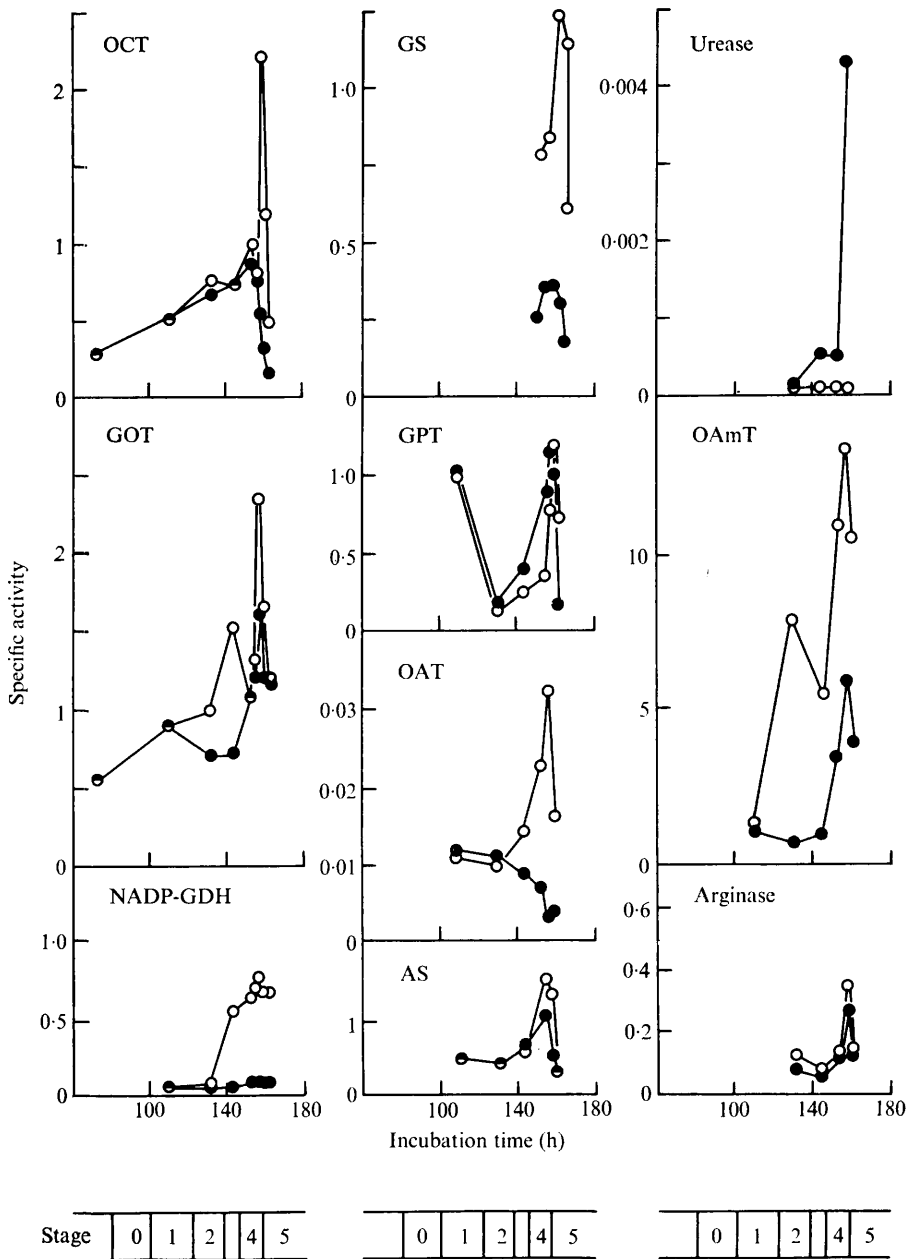 OCT
GS
Urease
2
1
0
1·0
0·5
0
0·004
0·002
0
GOT
GPT
OAmT
2
1
0
1·0
0·5
0
10
5
0
OAT
0·03
0·02
0·01
0
NADP-GDH
AS
Arginase
1·0
0·5
0
1
0
0·6
0·4
0·2
0
Specific activity
100 140 180
100 140 180
100 140 180
Incubation time (h)
Stage 0 1 2 4 5
0 1 2 4 5
0 1 2 4 5